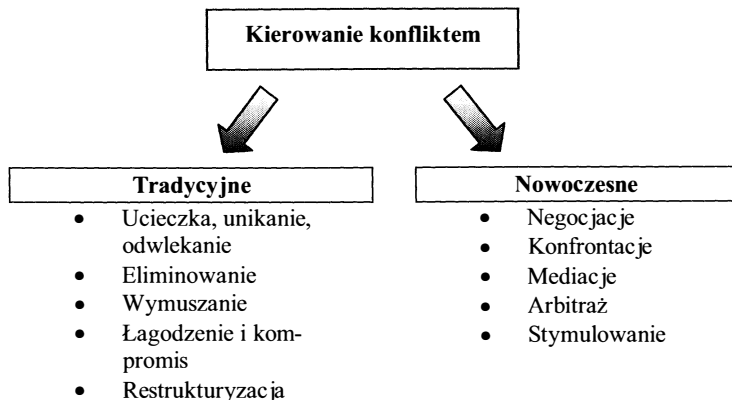 Kierowanie konfliktem
Tradycyjne
• Ucieczka, unikanie,
odwlekanie
• Eliminowanie
• Wymuszanie
• Łagodzenie i kom-
promis
• Restrukturyzacja
Nowoczesne
• Negocjacje
• Konfrontacje
• Mediacje
• Arbitraż
• Stymulowanie